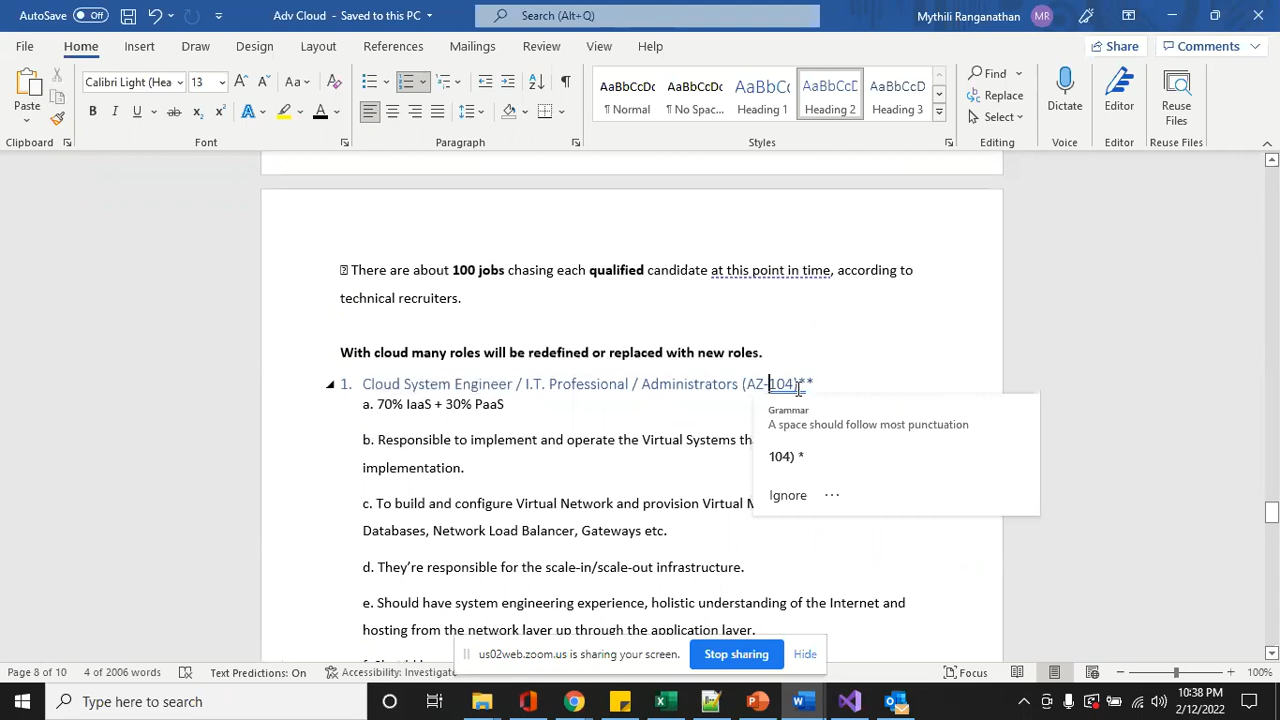 AutoSave Off Adv Cloud - Saved to this PC Search (Alt+Q) Mythili Ranganathan MR
File Home Insert Draw Design Layout References Mailings Review View Help Share Comments
Paste Calibri Light (Hea 13 Aa AaBbCcDc AaBbCcDc AaBbCc AaBbCcD AaBbCcD Find Dictate Editor Reuse Files
Replace
B I U ab x₂ x² A A ¶ Normal ¶ No Spac... Heading 1 Heading 2 Heading 3 Select
Clipboard Font Paragraph Styles Editing Voice Editor Reuse Files
There are about 100 jobs chasing each qualified candidate at this point in time, according to
technical recruiters.
With cloud many roles will be redefined or replaced with new roles.
1. Cloud System Engineer / I.T. Professional / Administrators (AZ-104)**
a. 70% IaaS + 30% PaaS
Grammar
A space should follow most punctuation
104) *
Ignore ...
b. Responsible to implement and operate the Virtual Systems
implementation.
c. To build and configure Virtual Network and provision Virtual
Databases, Network Load Balancer, Gateways etc.
d. They're responsible for the scale-in/scale-out infrastructure.
e. Should have system engineering experience, holistic understanding of the Internet and
hosting from the network layer up through the application layer.
us02web.zoom.us is sharing your screen. Stop sharing Hide
Page 8 of 10 4 of 2006 words Text Predictions: On Accessibility: Investigate Focus 100%
Type here to search 10:38 PM
2/12/2022